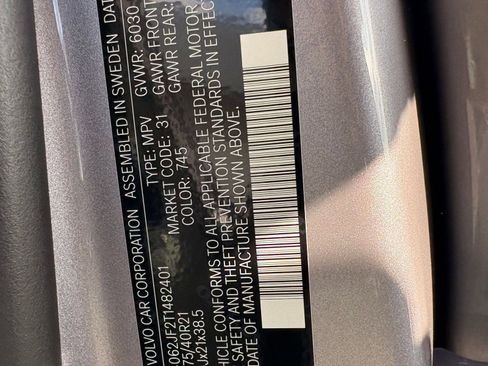 VOLVO CAR CORPORATION ASSEMBLED IN SWEDEN DAT
TYPE: MPV GVWR: 6030
062JF2T1482401 MARKET CODE: 31 GAWR FRONT
75/40R21 COLOR: 745 GAWR REAR:
Jx21x38.5
HICLE CONFORMS TO ALL APPLICABLE FEDERAL MOTOR
SAFETY AND THEFT PREVENTION STANDARDS IN EFFECT
DATE OF MANUFACTURE SHOWN ABOVE.